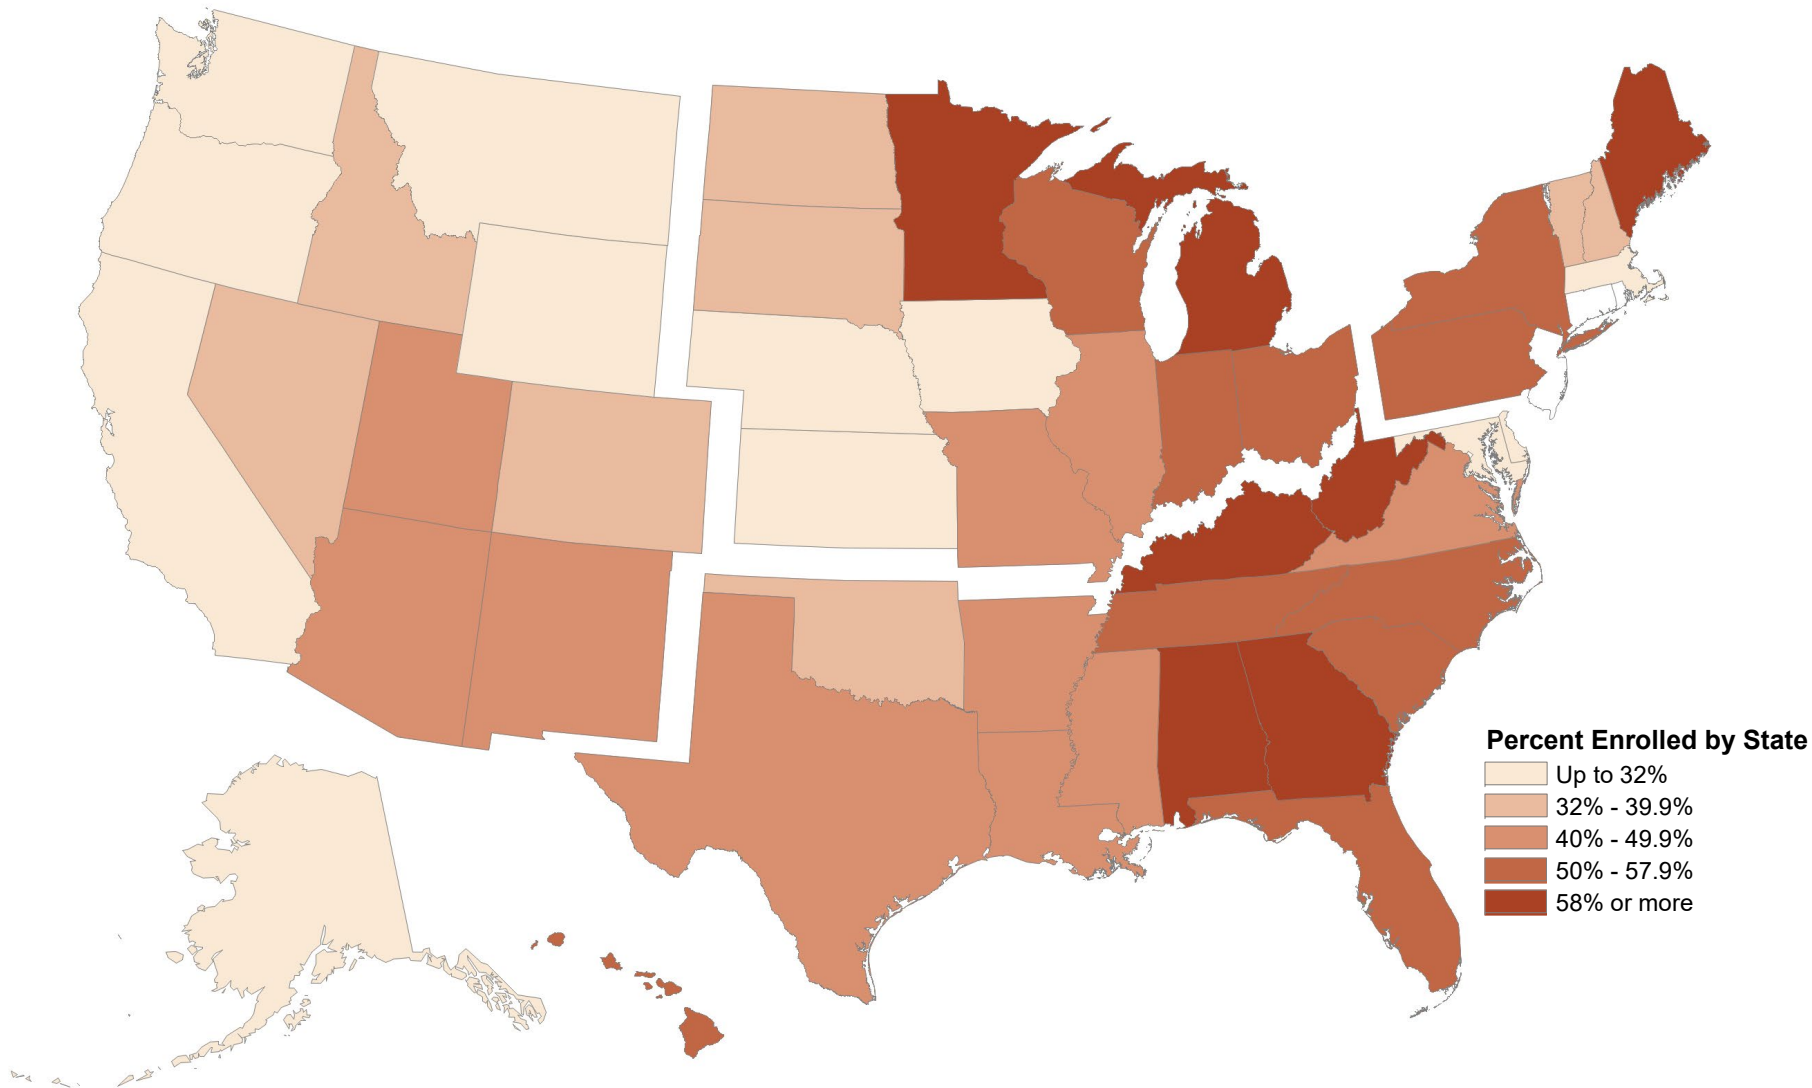 Percent Enrolled by State
Up to 32%
32% - 39.9%
40% - 49.9%
50% - 57.9%
58% or more